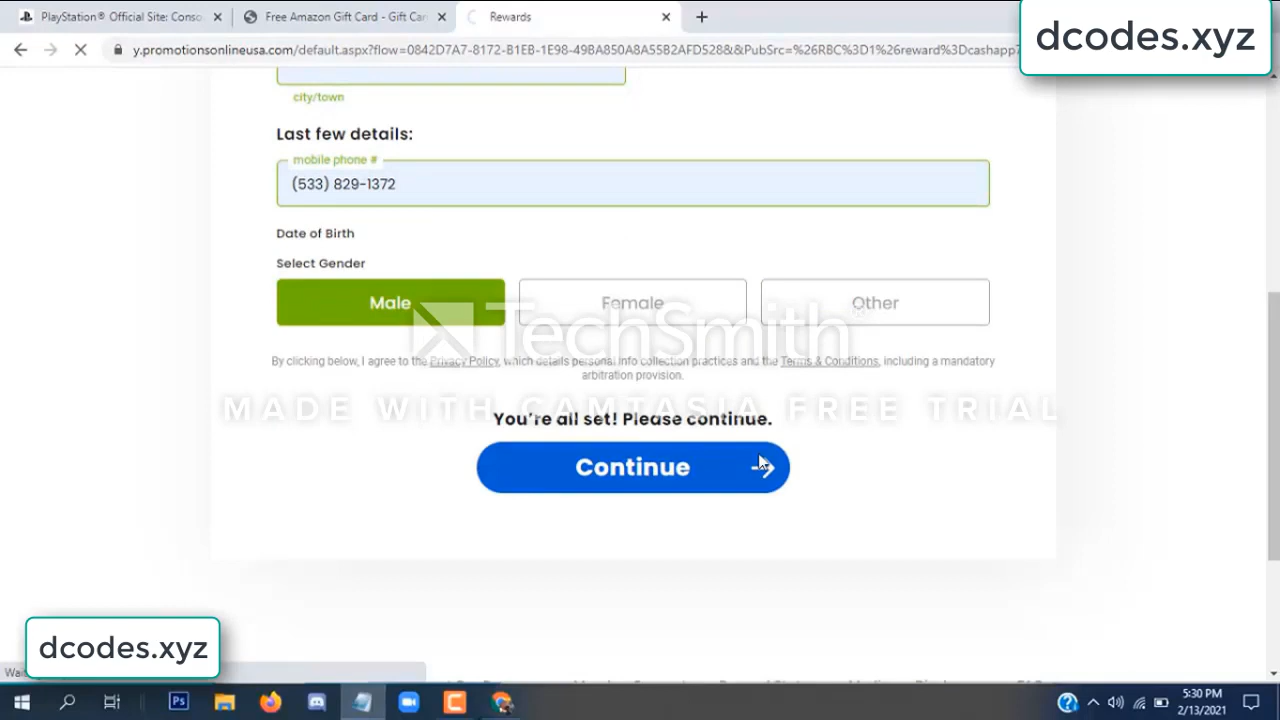 PlayStation® Official Site: Conso
Free Amazon Gift Card - Gift Car
Rewards
y.promotionsonlineusa.com/default.aspx?flow=0842D7A7-8172-B1EB-1E98-49BA850A8A55B2AFD528&&PubSrc=%26RBC%3D1%26reward%3Dcashapp7
dcodes.xyz
city/town
Last few details:
mobile phone #
(533) 829-1372
Date of Birth
Select Gender
Male
Female
Other
TechSmith
By clicking below, I agree to the Privacy Policy, which details personal info collection practices and the Terms & Conditions, including a mandatory
arbitration provision.
MADE WITH CAMTASIA FREE TRIAL
You're all set! Please continue.
Continue
dcodes.xyz
Ps
5:30 PM
2/13/2021